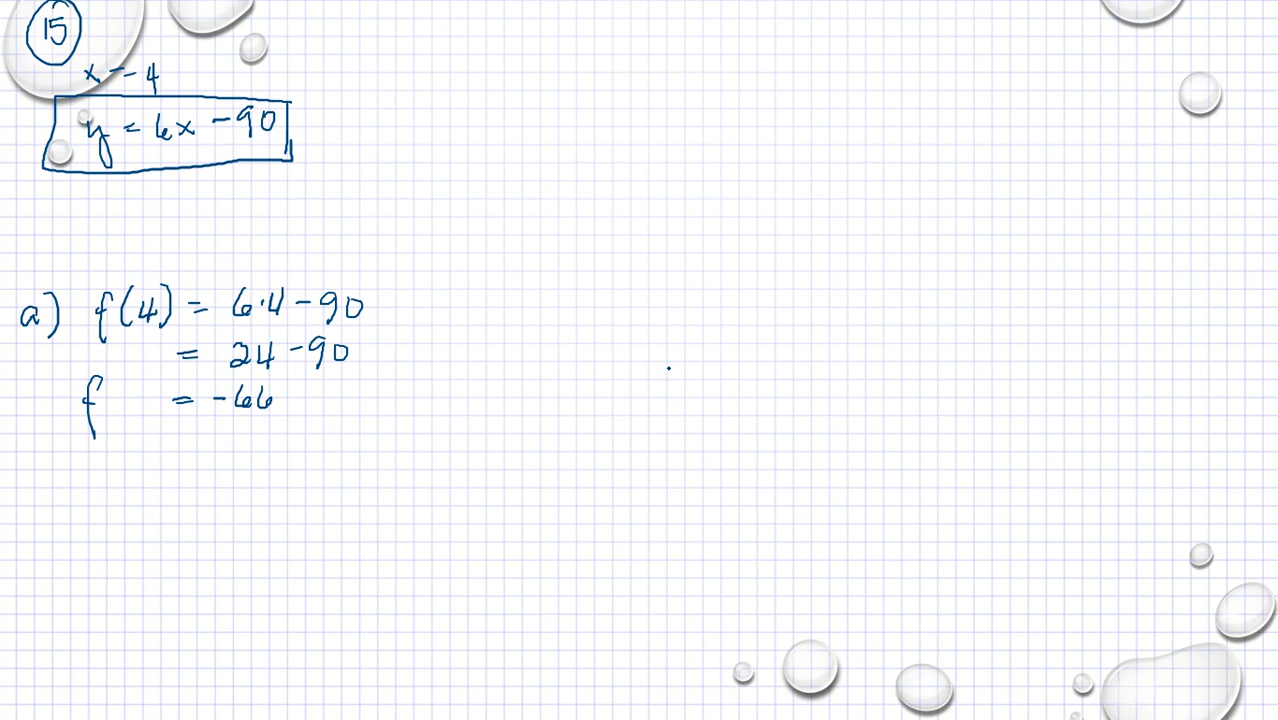 15
x = -4
y = 6x - 90
a) f(4) = 6·4 - 90
= 24 - 90
f = -66